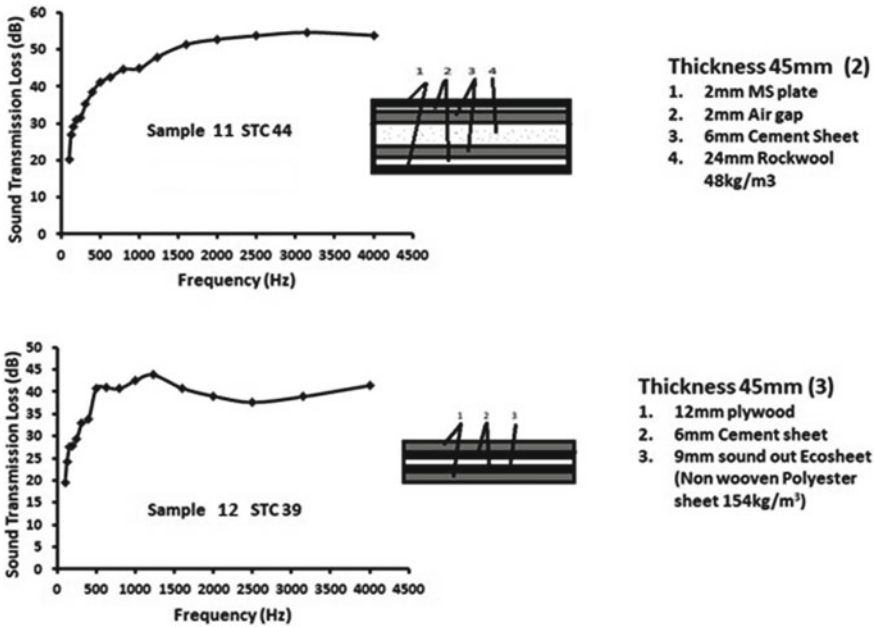 Sound Transmission Loss (dB)
60
50
40
30
20
10
0
0 500 1000 1500 2000 2500 3000 3500 4000 4500
Frequency (Hz)
Sample 11 STC 44
1 2 3 4
Thickness 45mm (2)
1. 2mm MS plate
2. 2mm Air gap
3. 6mm Cement Sheet
4. 24mm Rockwool
48kg/m3
Sound Transmission Loss (dB)
50
45
40
35
30
25
20
15
10
5
0
0 500 1000 1500 2000 2500 3000 3500 4000 4500
Frequency (Hz)
Sample 12 STC 39
1 2 3
Thickness 45mm (3)
1. 12mm plywood
2. 6mm Cement sheet
3. 9mm sound out Ecosheet
(Non wooven Polyester
sheet 154kg/m³)